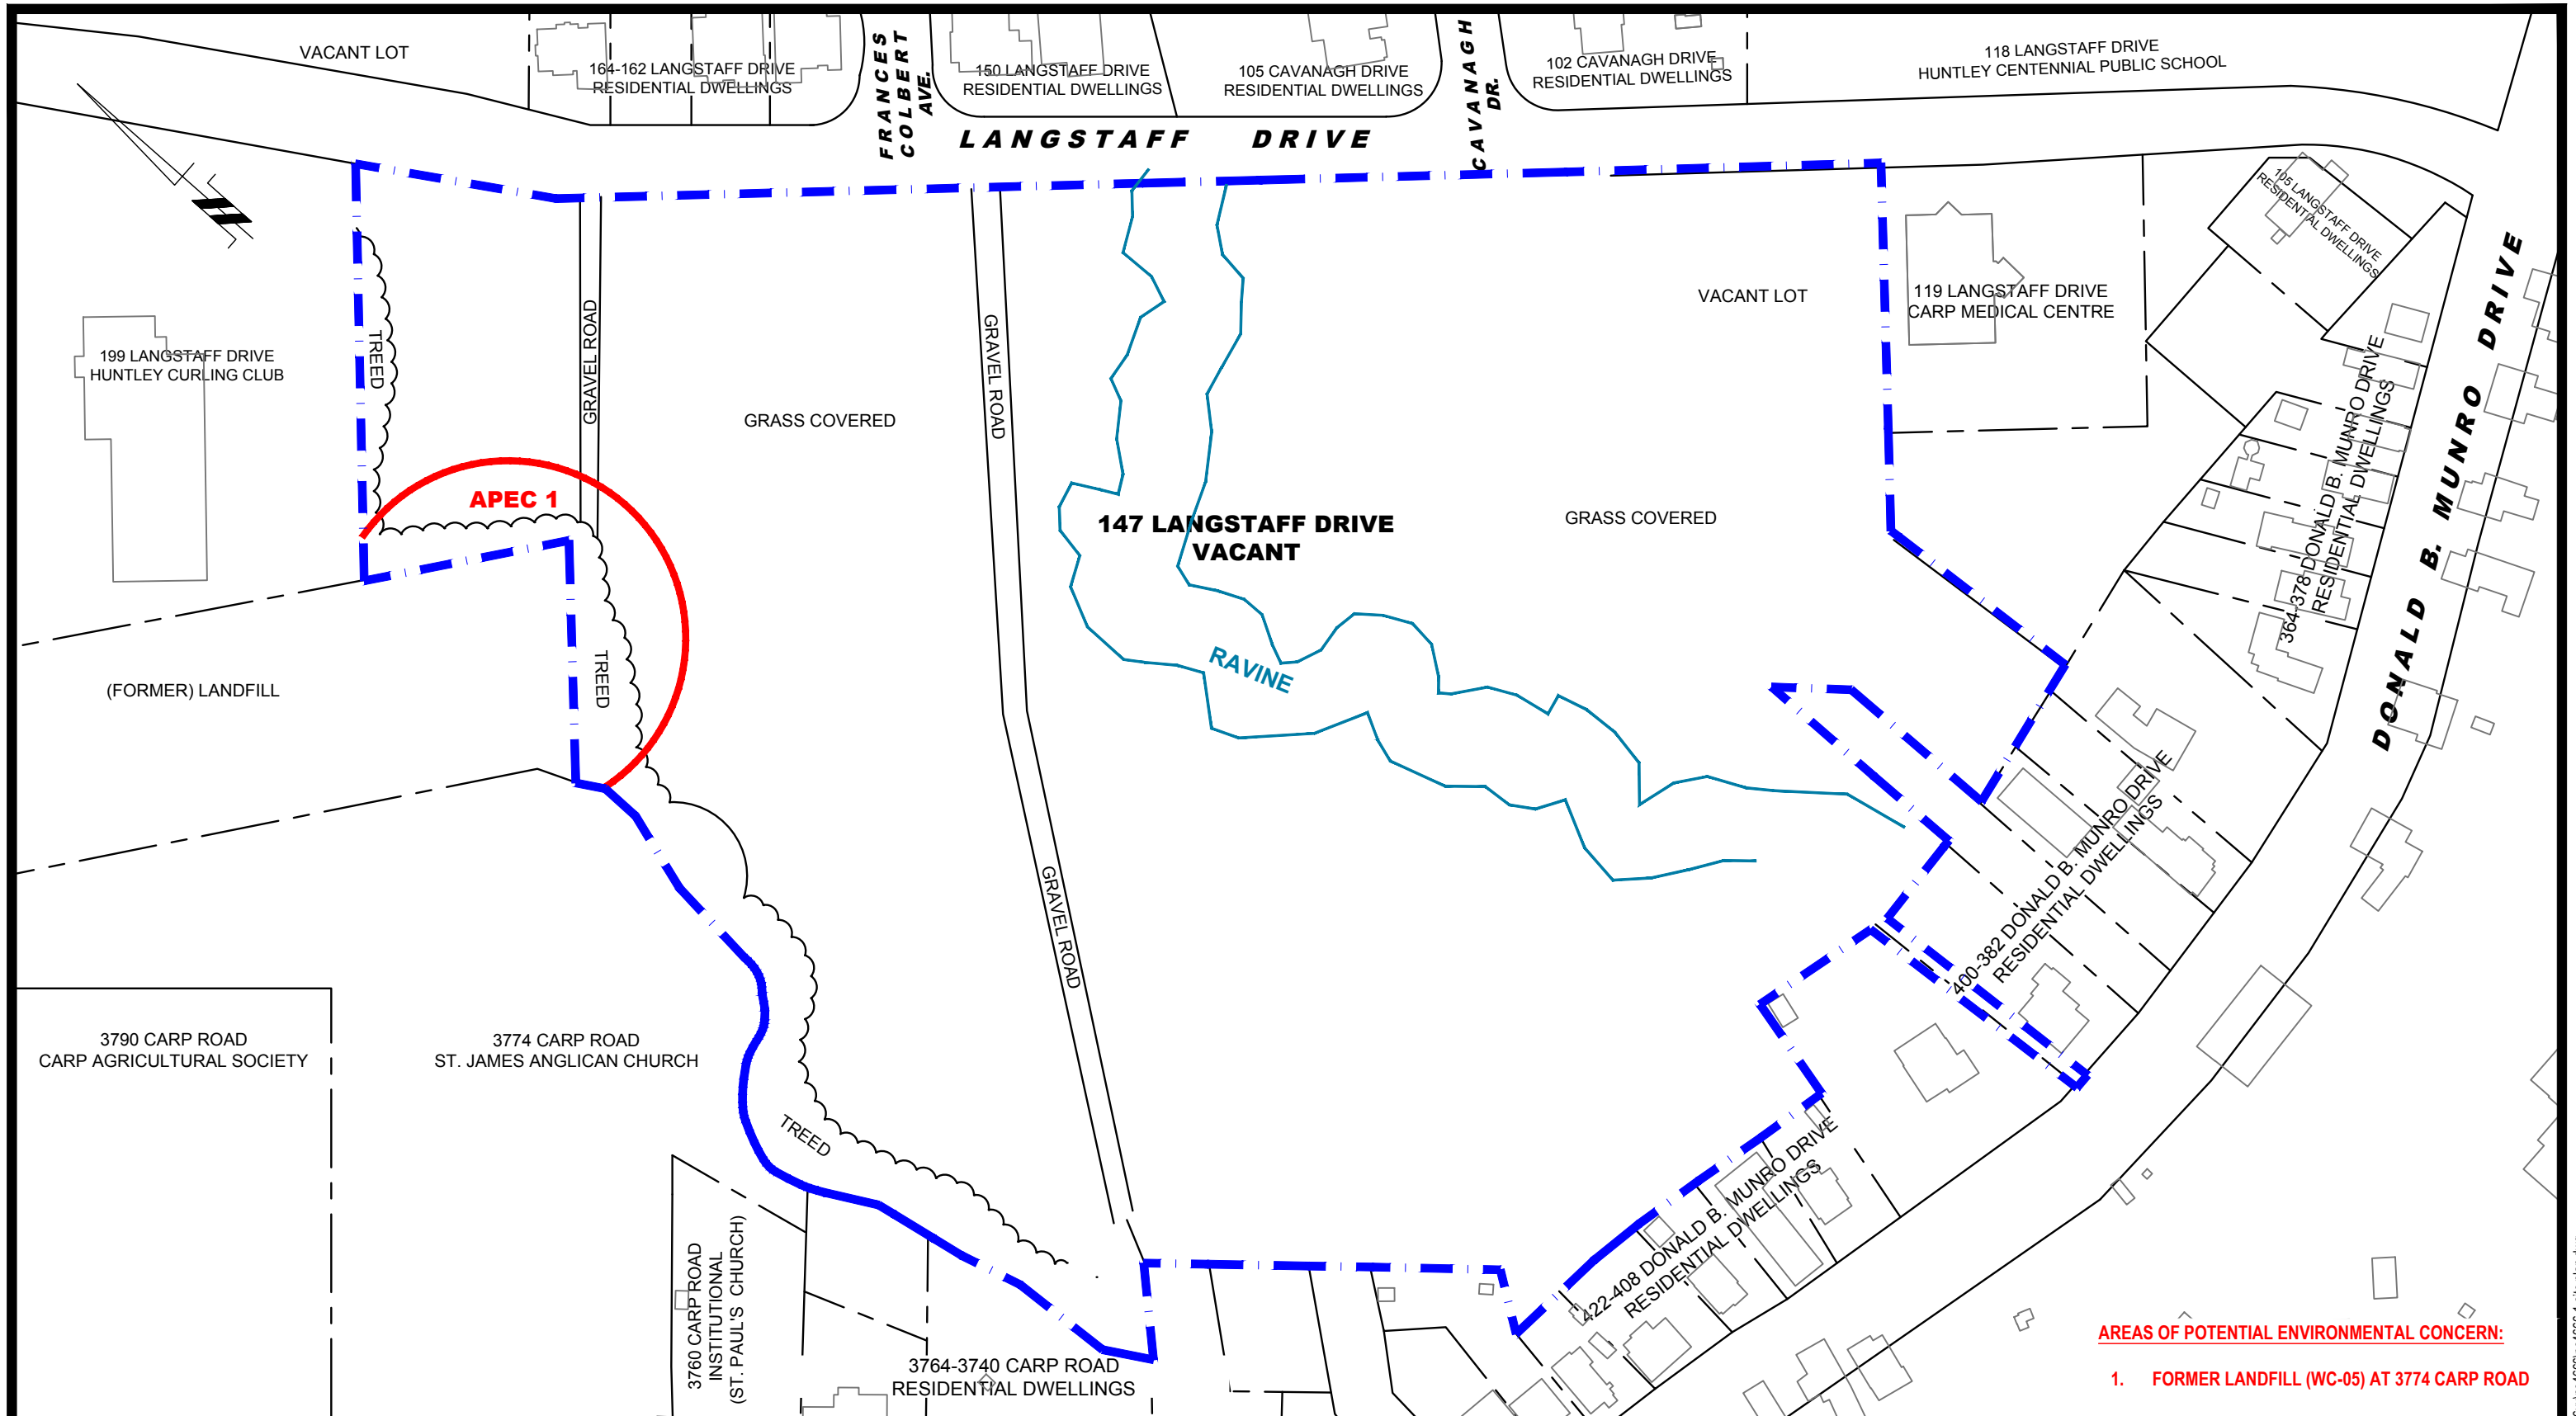 VACANT LOT
164-162 LANGSTAFF DRIVE
RESIDENTIAL DWELLINGS
FRANCES
COLBERT
AVE.
150 LANGSTAFF DRIVE
RESIDENTIAL DWELLINGS
105 CAVANAGH DRIVE
RESIDENTIAL DWELLINGS
CAVANAGH
DR.
102 CAVANAGH DRIVE
RESIDENTIAL DWELLINGS
118 LANGSTAFF DRIVE
HUNTLEY CENTENNIAL PUBLIC SCHOOL
LANGSTAFF DRIVE
105 LANGSTAFF DRIVE
RESIDENTIAL DWELLINGS
199 LANGSTAFF DRIVE
HUNTLEY CURLING CLUB
TREED
GRAVEL ROAD
GRASS COVERED
GRAVEL ROAD
VACANT LOT
119 LANGSTAFF DRIVE
CARP MEDICAL CENTRE
364-378 DONALD B. MUNRO DRIVE
RESIDENTIAL DWELLINGS
DONALD B. MUNRO DRIVE
APEC 1
147 LANGSTAFF DRIVE
VACANT
GRASS COVERED
(FORMER) LANDFILL
TREED
RAVINE
GRAVEL ROAD
400-382 DONALD B. MUNRO DRIVE
RESIDENTIAL DWELLINGS
3790 CARP ROAD
CARP AGRICULTURAL SOCIETY
3774 CARP ROAD
ST. JAMES ANGLICAN CHURCH
TREED
3760 CARP ROAD
INSTITUTIONAL
(ST. PAUL'S CHURCH)
3764-3740 CARP ROAD
RESIDENTIAL DWELLINGS
422-408 DONALD B. MUNRO DRIVE
RESIDENTIAL DWELLINGS
AREAS OF POTENTIAL ENVIRONMENTAL CONCERN:
1. FORMER LANDFILL (WC-05) AT 3774 CARP ROAD